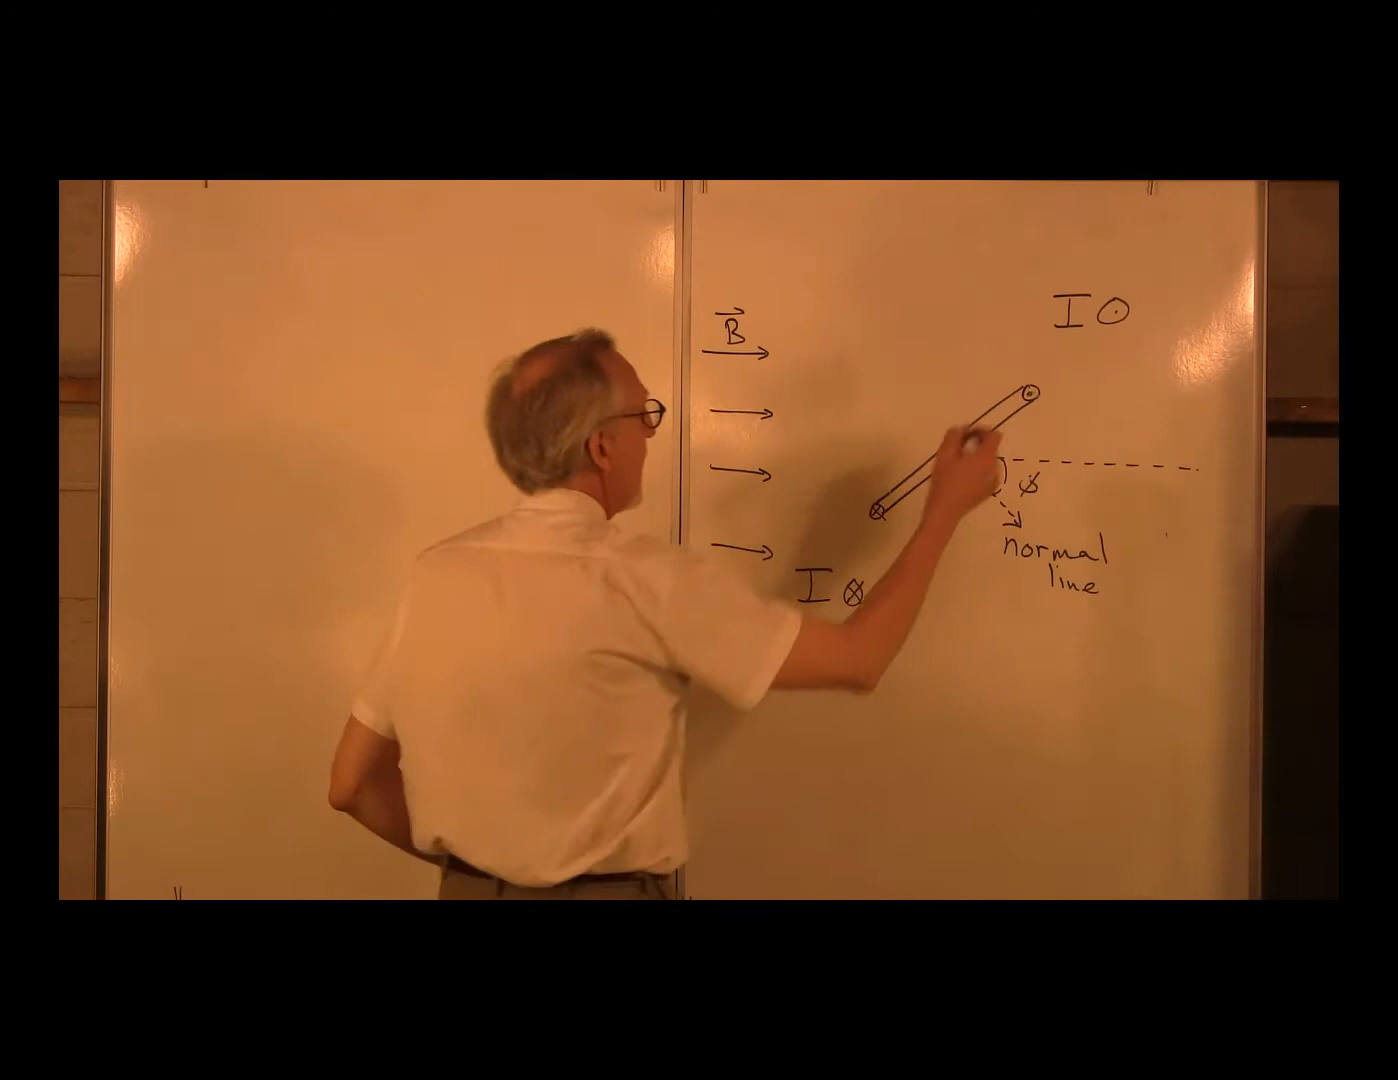 I ⊙
B⃗
ϕ
normal
line
I ⊗